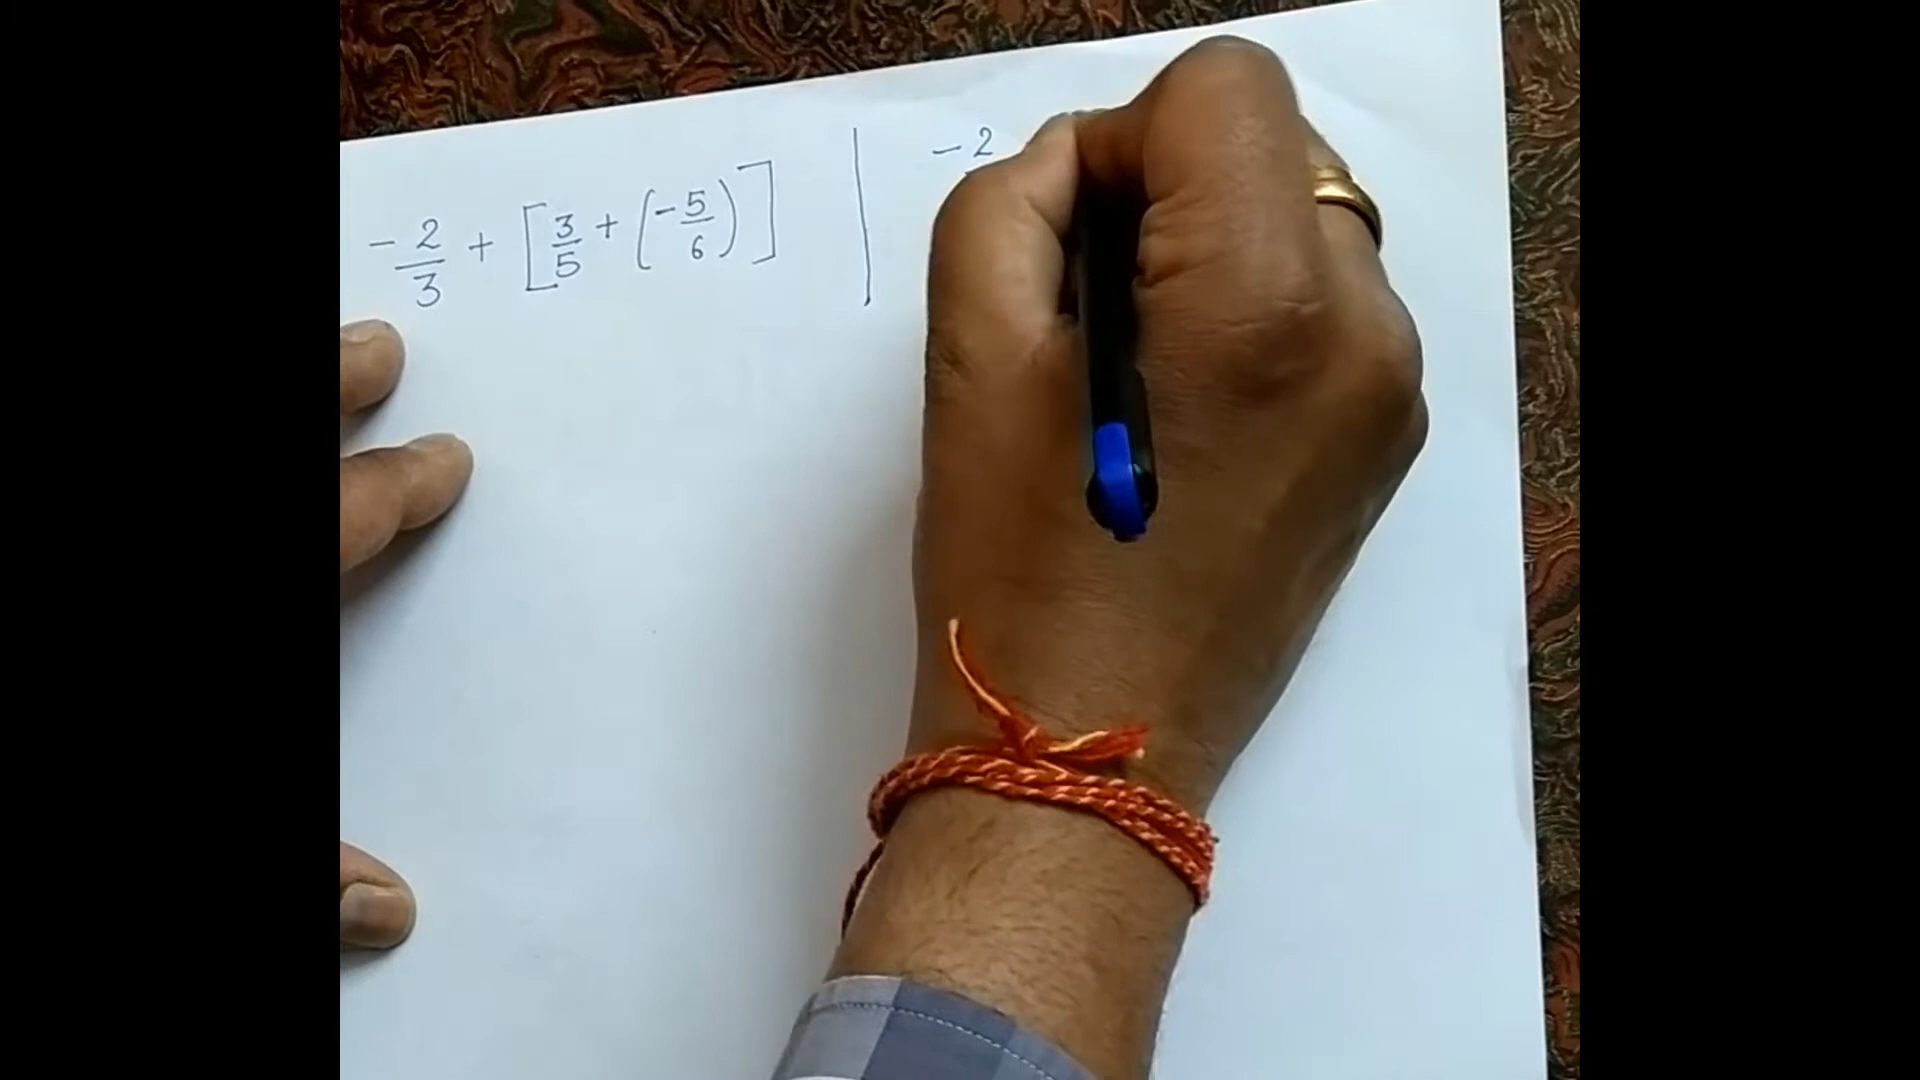 -2/3 + [3/5 + (-5/6)] | -2